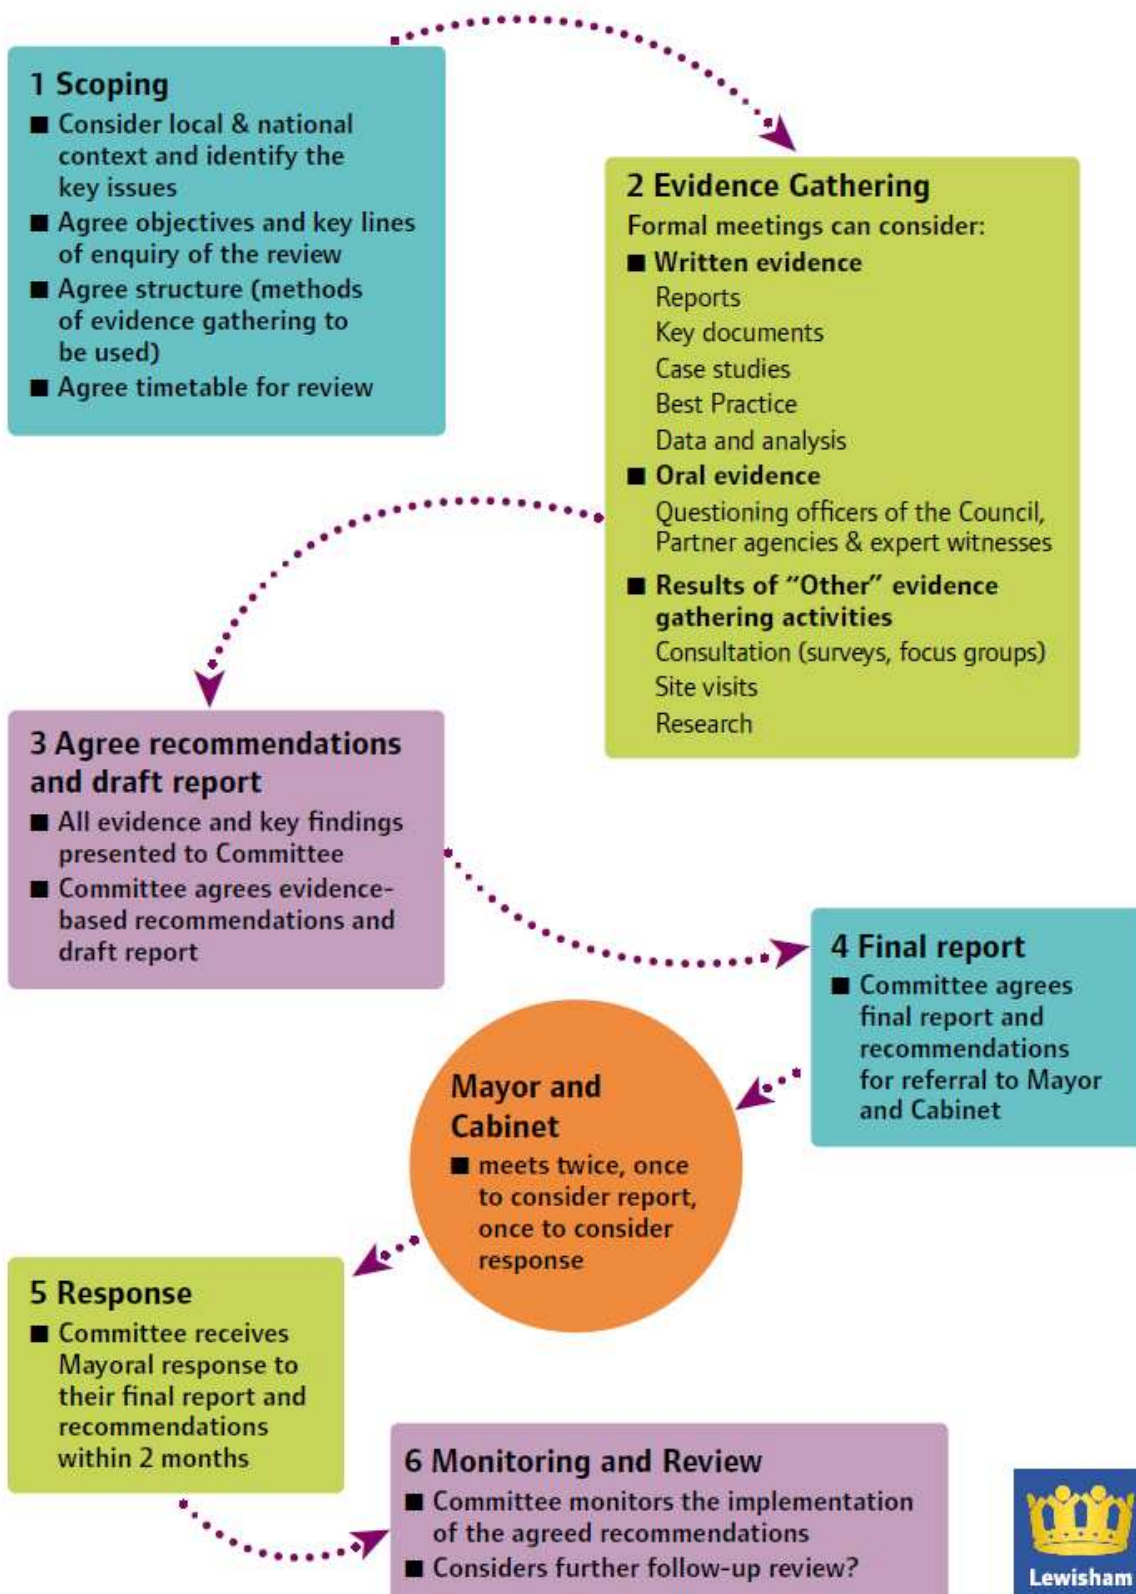 1 Scoping
■ Consider local & national
context and identify the
key issues
■ Agree objectives and key lines
of enquiry of the review
■ Agree structure (methods
of evidence gathering to
be used)
■ Agree timetable for review
2 Evidence Gathering
Formal meetings can consider:
■ Written evidence
Reports
Key documents
Case studies
Best Practice
Data and analysis
■ Oral evidence
Questioning officers of the Council,
Partner agencies & expert witnesses
■ Results of “Other” evidence
gathering activities
Consultation (surveys, focus groups)
Site visits
Research
3 Agree recommendations
and draft report
■ All evidence and key findings
presented to Committee
■ Committee agrees evidence-
based recommendations and
draft report
4 Final report
■ Committee agrees
final report and
recommendations
for referral to Mayor
and Cabinet
Mayor and
Cabinet
■ meets twice, once
to consider report,
once to consider
response
5 Response
■ Committee receives
Mayoral response to
their final report and
recommendations
within 2 months
6 Monitoring and Review
■ Committee monitors the implementation
of the agreed recommendations
■ Considers further follow-up review?
Lewisham